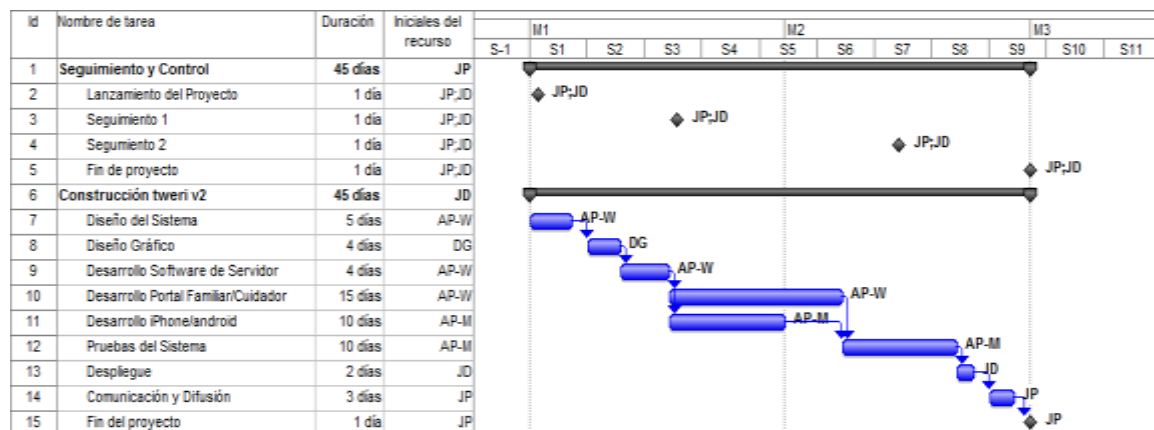 Id Nombre de tarea Duración Iniciales del recurso M1 M2 M3
S-1 S1 S2 S3 S4 S5 S6 S7 S8 S9 S10 S11
1 Seguimiento y Control 45 días JP
2 Lanzamiento del Proyecto 1 día JP;JD JP;JD
3 Seguimiento 1 1 día JP;JD JP;JD
4 Segumiento 2 1 día JP;JD JP;JD
5 Fin de proyecto 1 día JP;JD JP;JD
6 Construcción tweri v2 45 días JD
7 Diseño del Sistema 5 días AP-W AP-W
8 Diseño Gráfico 4 días DG DG
9 Desarrollo Software de Servidor 4 días AP-W AP-W
10 Desarrollo Portal Familiar/Cuidador 15 días AP-W AP-W
11 Desarrollo iPhone/android 10 días AP-M AP-M
12 Pruebas del Sistema 10 días AP-M AP-M
13 Despliegue 2 días JD JD
14 Comunicación y Difusión 3 días JP JP
15 Fin del proyecto 1 día JP JP